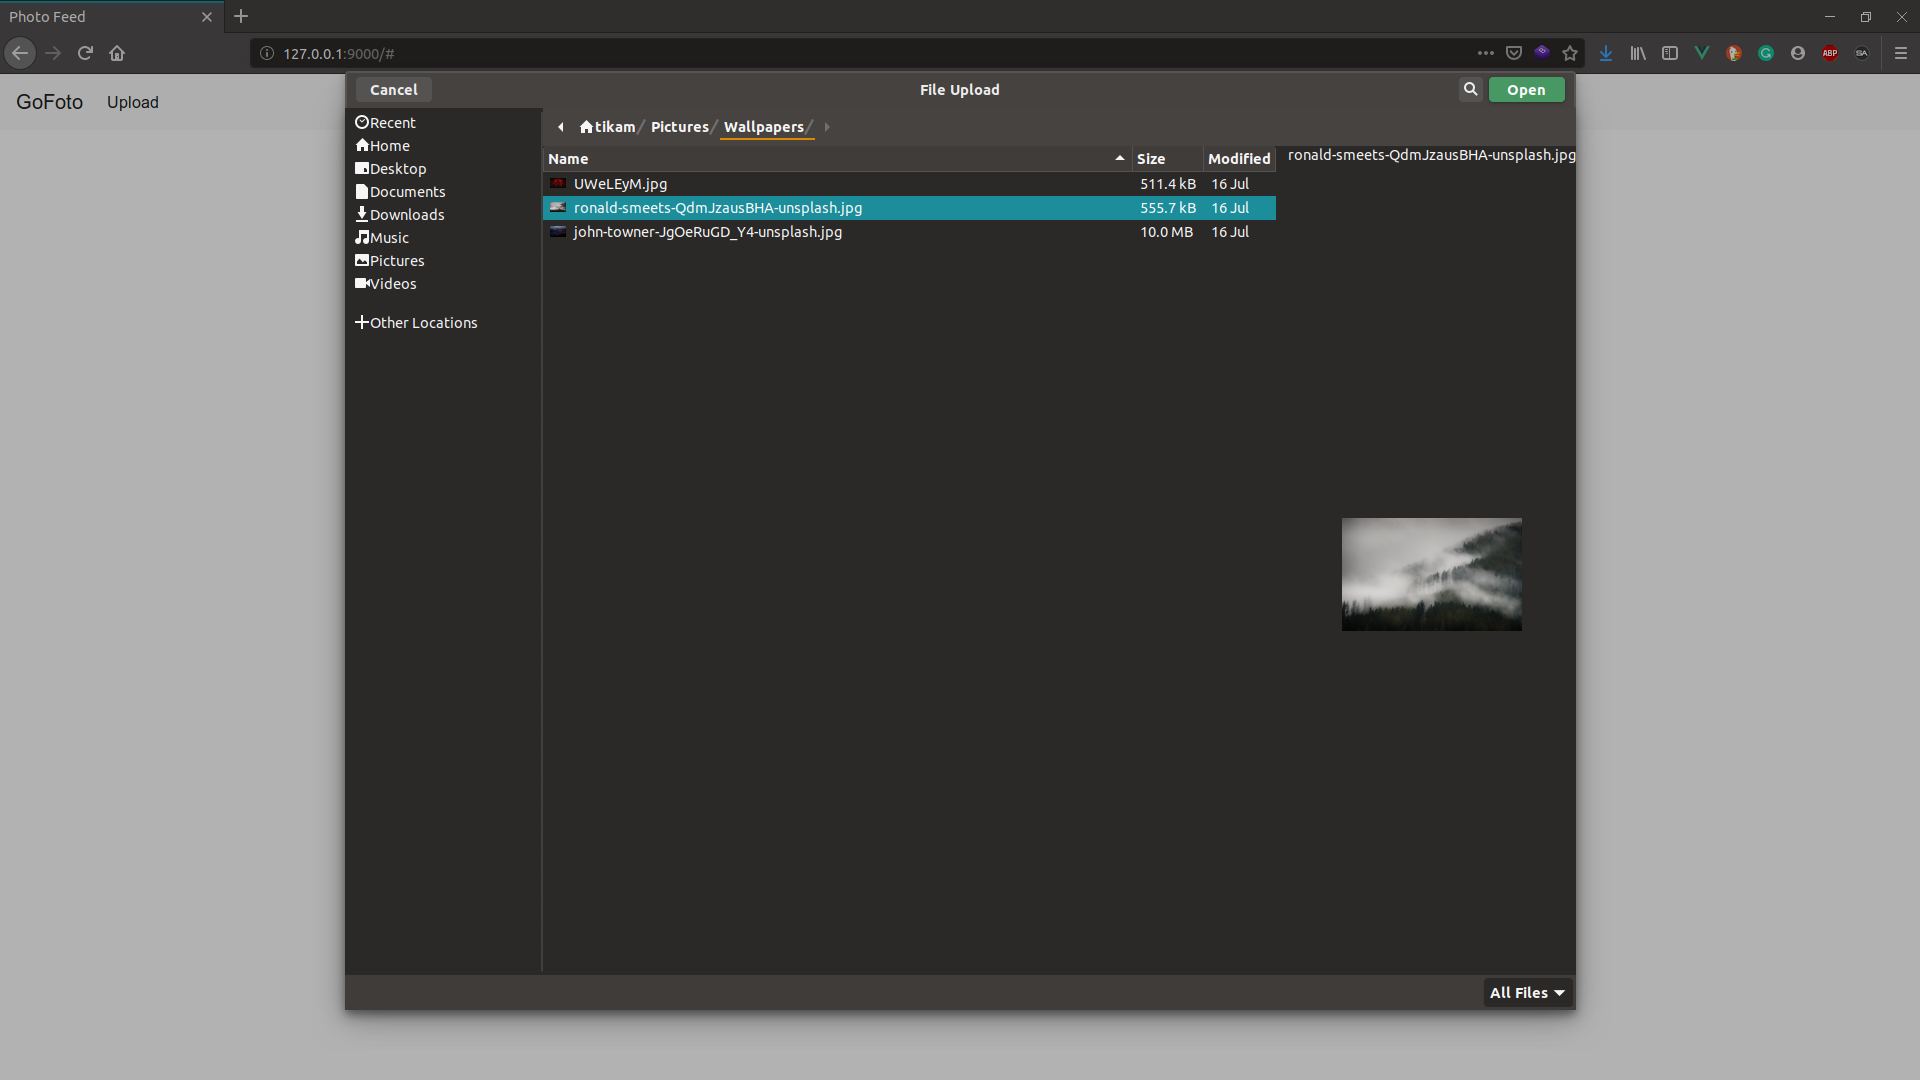 Photo Feed
127.0.0.1:9000/#
ABP
SA
GoFoto Upload
Cancel File Upload Open
Recent
Home
Desktop
Documents
Downloads
Music
Pictures
Videos
Other Locations
tikam / Pictures / Wallpapers /
Name Size Modified
UWeLEyM.jpg 511.4 kB 16 Jul
ronald-smeets-QdmJzausBHA-unsplash.jpg 555.7 kB 16 Jul
john-towner-JgOeRuGD_Y4-unsplash.jpg 10.0 MB 16 Jul
ronald-smeets-QdmJzausBHA-unsplash.jpg
All Files